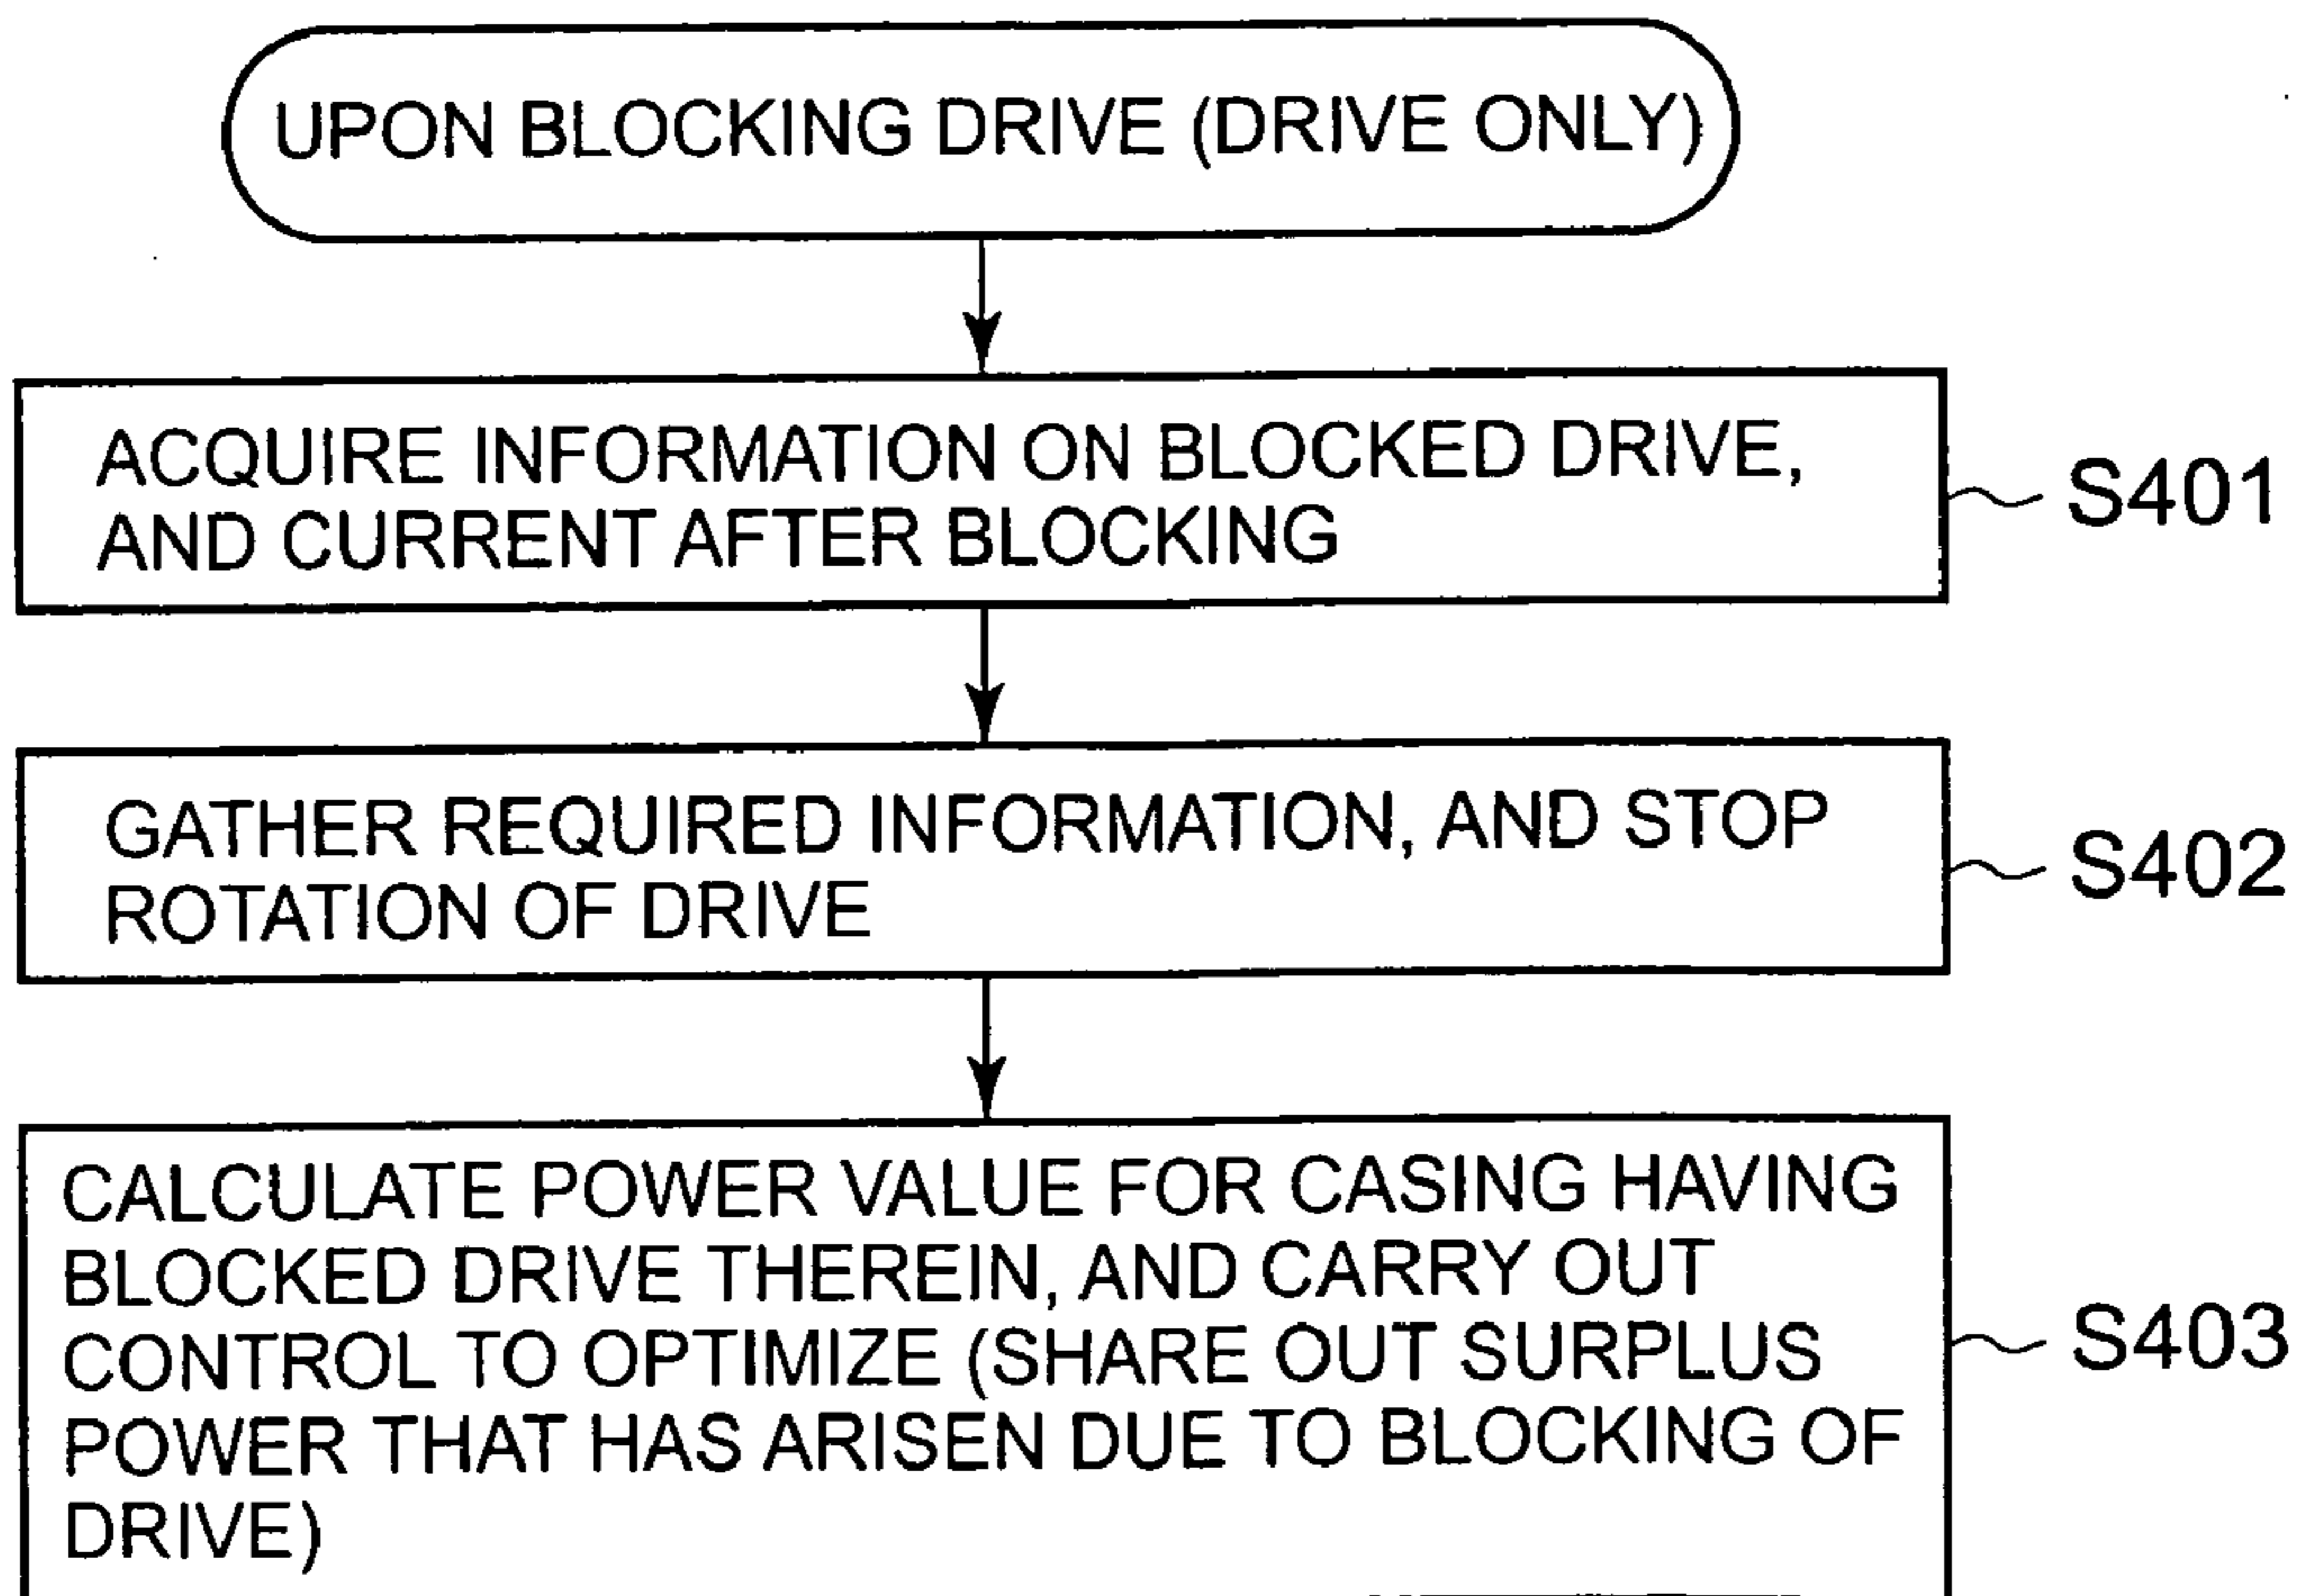 UPON BLOCKING DRIVE (DRIVE ONLY)
ACQUIRE INFORMATION ON BLOCKED DRIVE,
AND CURRENT AFTER BLOCKING
S401
GATHER REQUIRED INFORMATION, AND STOP
ROTATION OF DRIVE
S402
CALCULATE POWER VALUE FOR CASING HAVING
BLOCKED DRIVE THEREIN, AND CARRY OUT
CONTROL TO OPTIMIZE (SHARE OUT SURPLUS
POWER THAT HAS ARISEN DUE TO BLOCKING OF
DRIVE)
S403